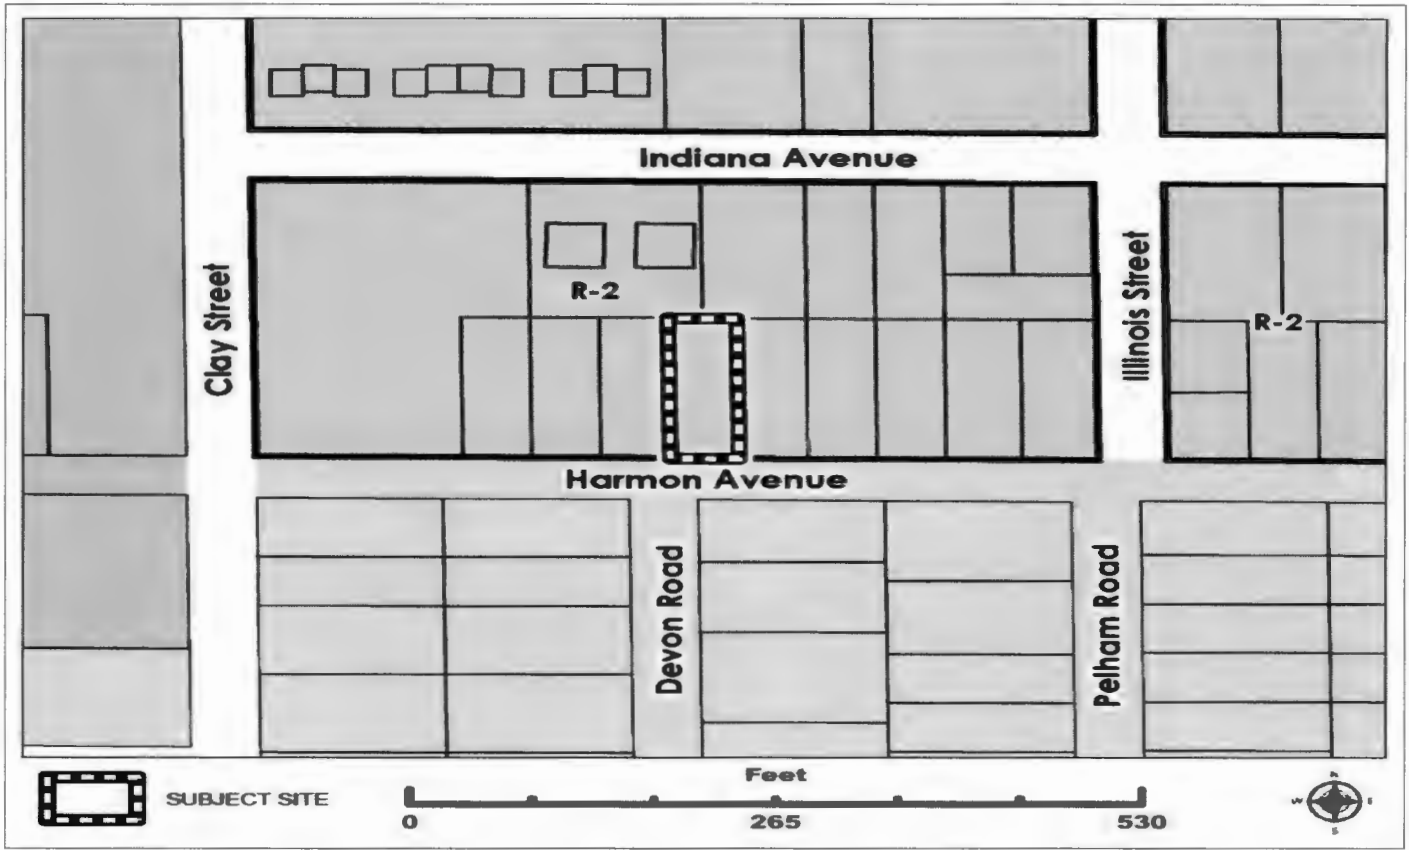 Indiana Avenue
Clay Street
Illinois Street
R-2
R-2
Harmon Avenue
Devon Road
Pelham Road
SUBJECT SITE
Feet
0 265 530
N
W E
S